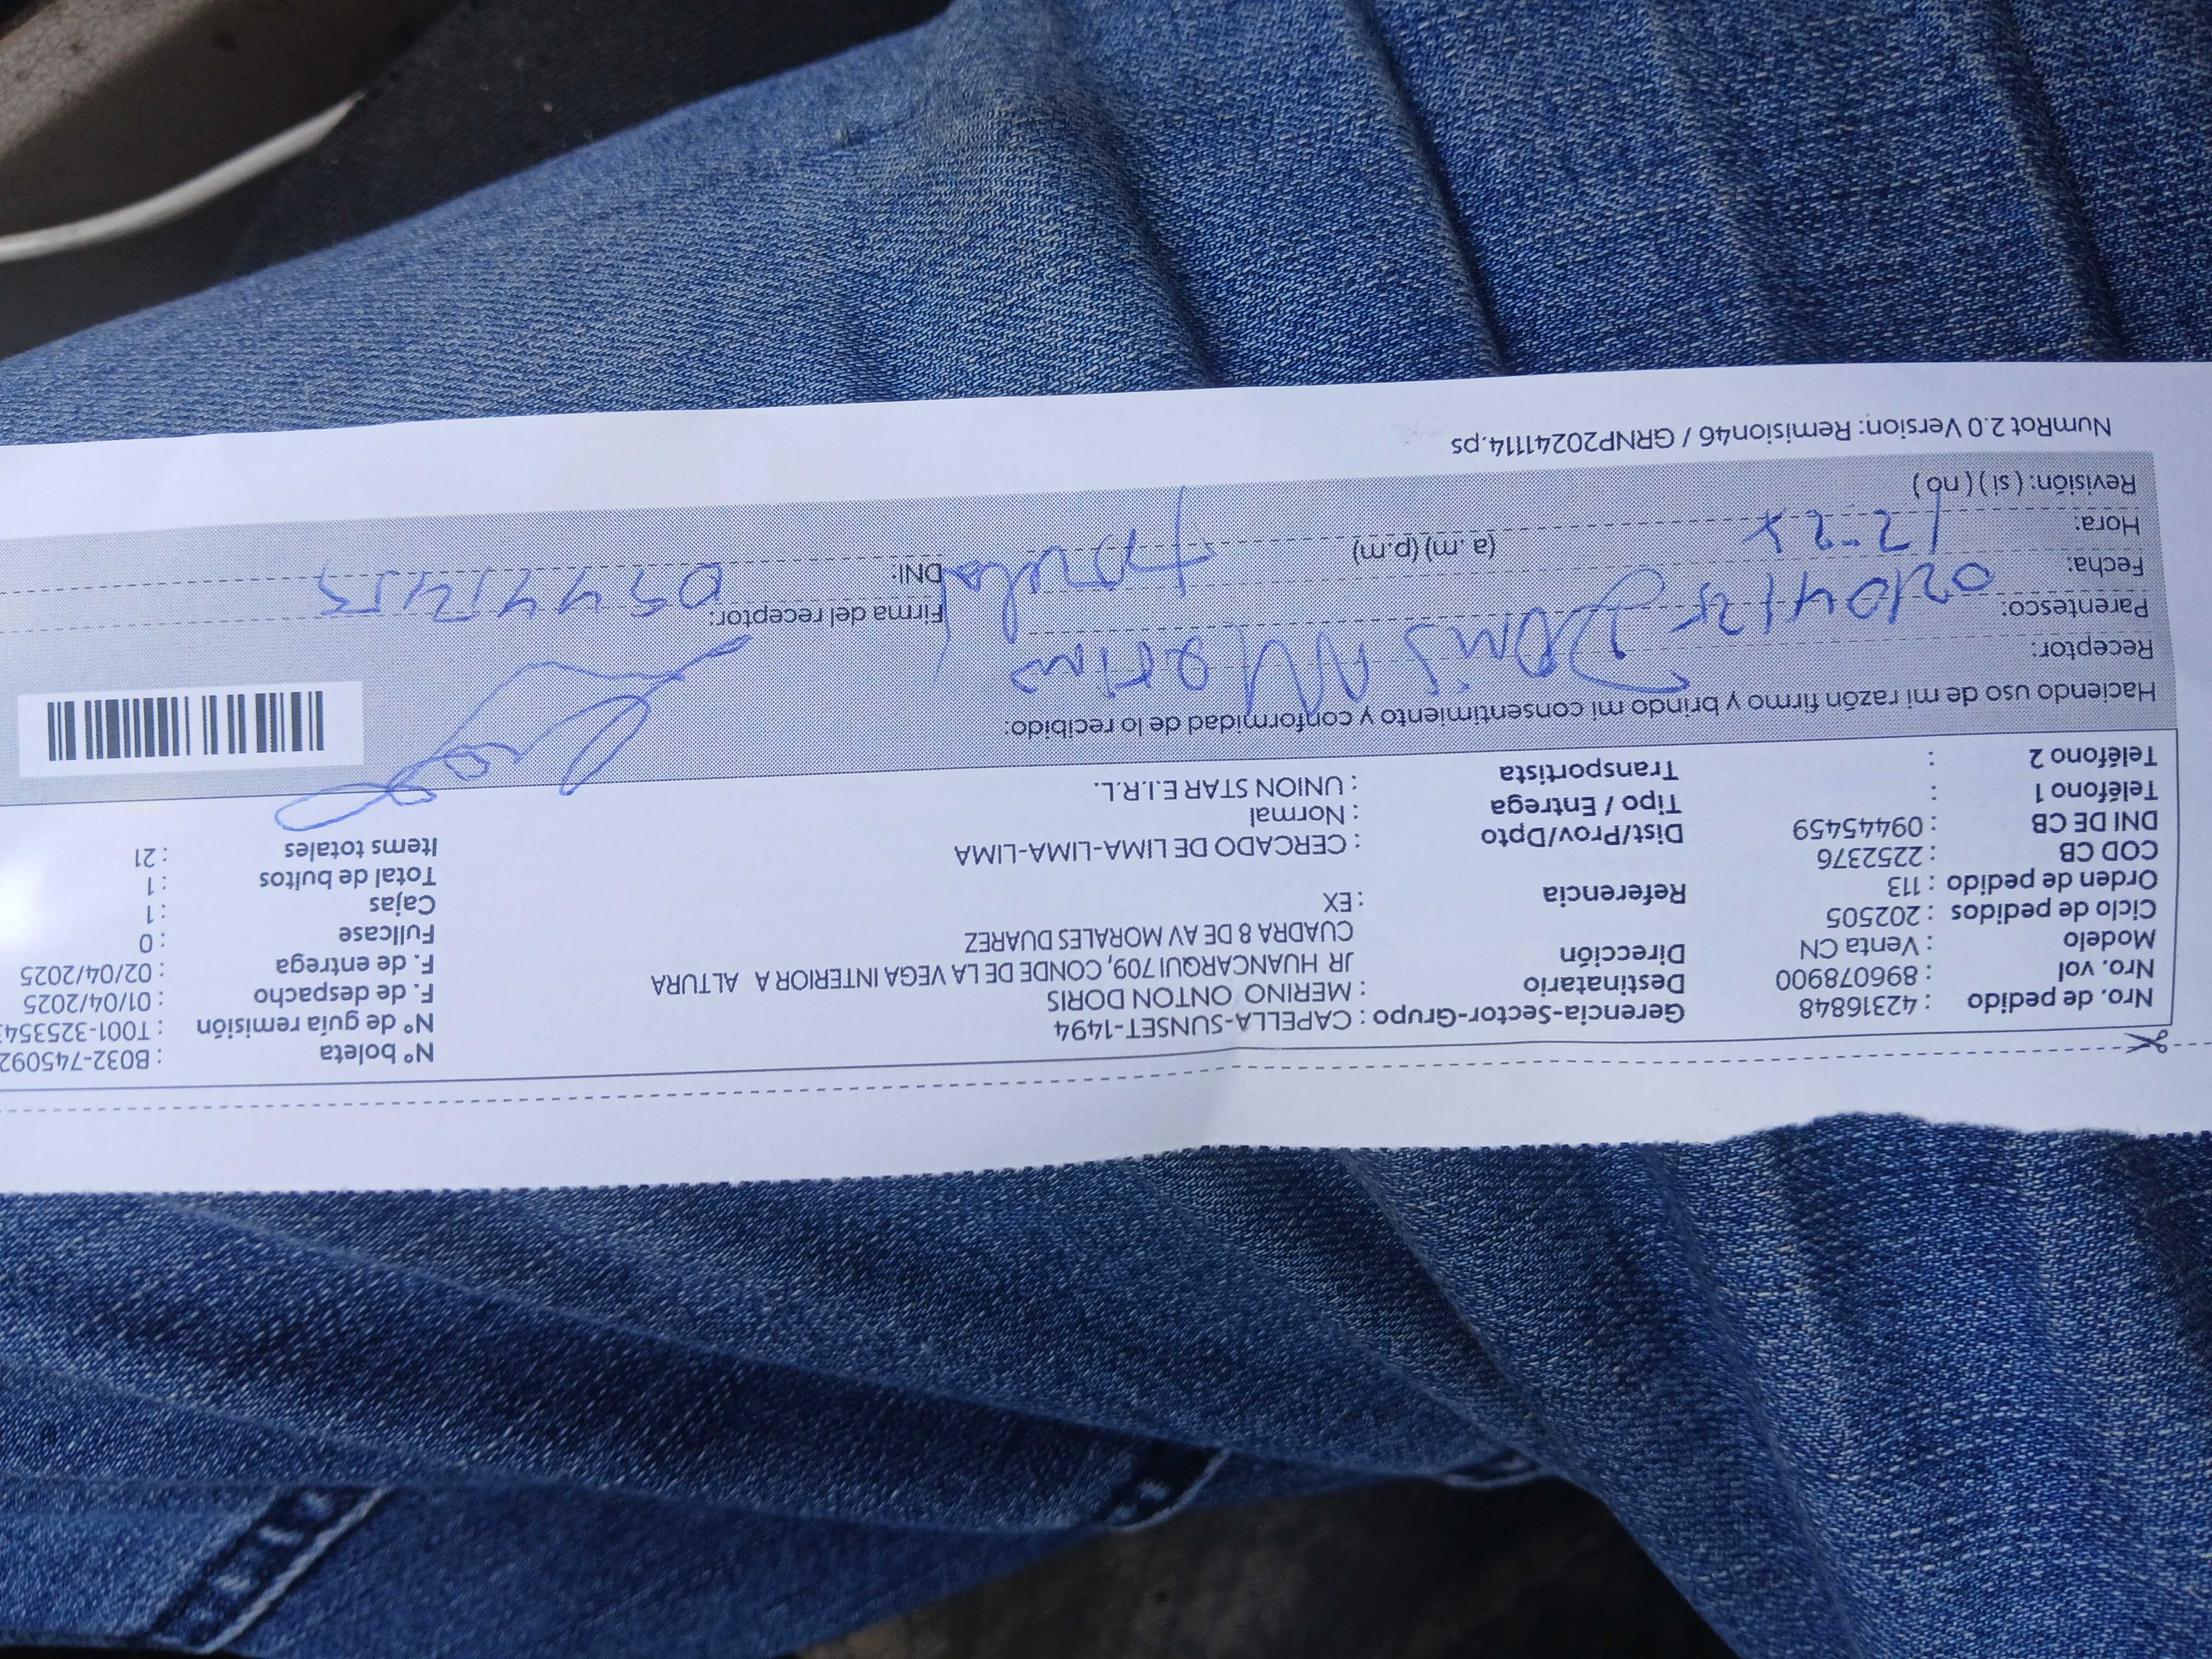 Nro. de pedido : 42316848 Gerencia-Sector-Grupo : CAPELLA-SUNSET-1494 N° boleta : B032-745092
Nro. vol : 896078900 Destinatario : MERINO ONTON DORIS N° de guía remisión : T001-325354
Modelo : Venta CN Dirección JR HUANCARQUI 709, CONDE DE LA VEGA INTERIOR A ALTURA F. de despacho : 01/04/2025
Ciclo de pedidos : 202505 CUADRA 8 DE AV MORALES DUAREZ F. de entrega : 02/04/2025
Orden de pedido : 113 Referencia : EX Fullcase : 0
COD CB : 2252376 Cajas : 1
DNI DE CB : 09445459 Dist/Prov/Dpto : CERCADO DE LIMA-LIMA-LIMA Total de bultos : 1
Teléfono 1 : Tipo / Entrega : Normal Items totales : 21
Teléfono 2 : Transportista : UNION STAR E.I.R.L.
Haciendo uso de mi razón firmo y brindo mi consentimiento y conformidad de lo recibido.
Receptor: Doris Merino
Parentesco: Firma del receptor:
Fecha: 02/04/25 DNI:
Hora: (a. m) (p.m)
Revisión: ( si ) ( no )
NumRot 2.0 Version: Remision46 / GRNP20241114.ps